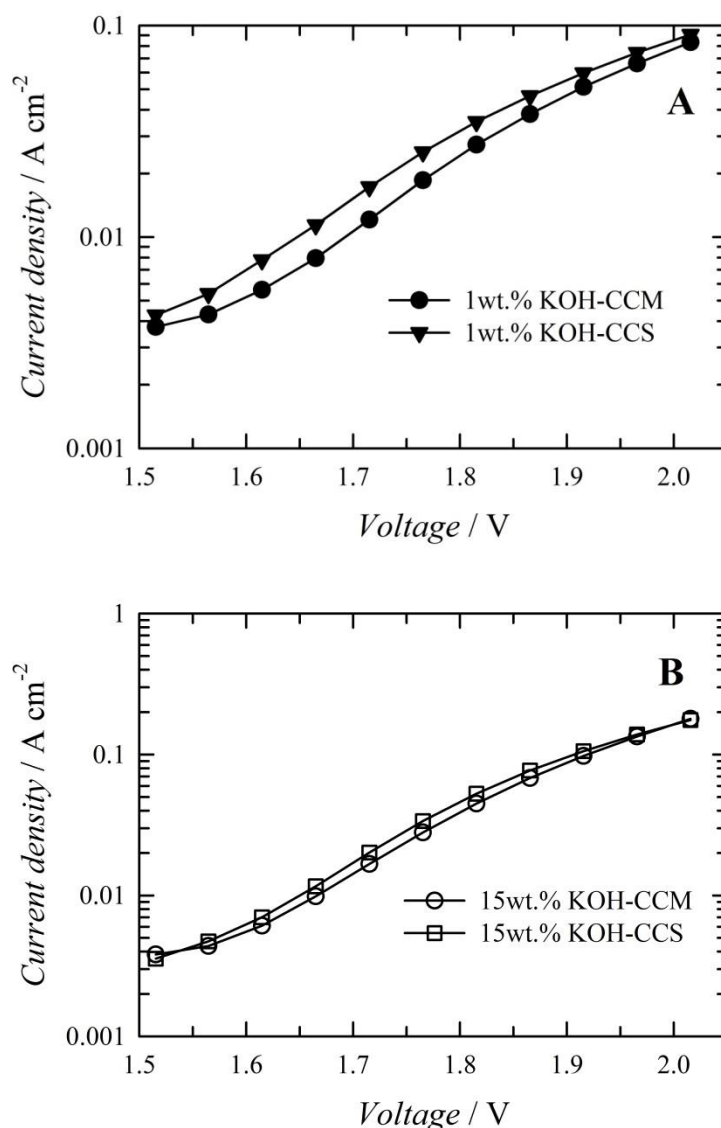 0.1
A
0.01
1wt.% KOH-CCM
1wt.% KOH-CCS
0.001
1.5 1.6 1.7 1.8 1.9 2.0
Voltage / V
Current density / A cm⁻²
1
B
0.1
0.01
15wt.% KOH-CCM
15wt.% KOH-CCS
0.001
1.5 1.6 1.7 1.8 1.9 2.0
Voltage / V
Current density / A cm⁻²